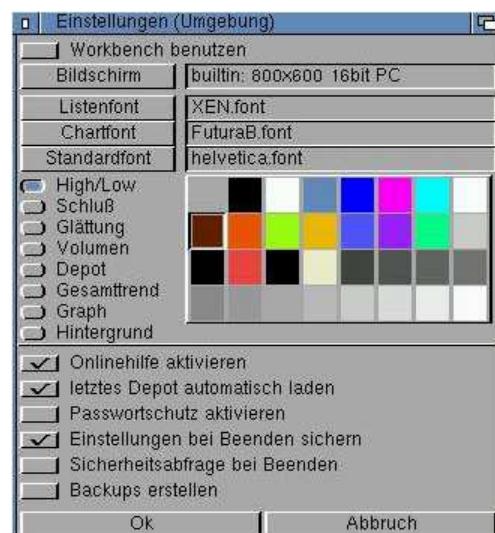 Einstellungen (Umgebung)
Workbench benutzen
Bildschirm builtin: 800x600 16bit PC
Listenfont XEN.font
Chartfont FuturaB.font
Standardfont helvetica.font
High/Low
Schluß
Glättung
Volumen
Depot
Gesamttrend
Graph
Hintergrund
Onlinehilfe aktivieren
letztes Depot automatisch laden
Passwortschutz aktivieren
Einstellungen bei Beenden sichern
Sicherheitsabfrage bei Beenden
Backups erstellen
Ok Abbruch